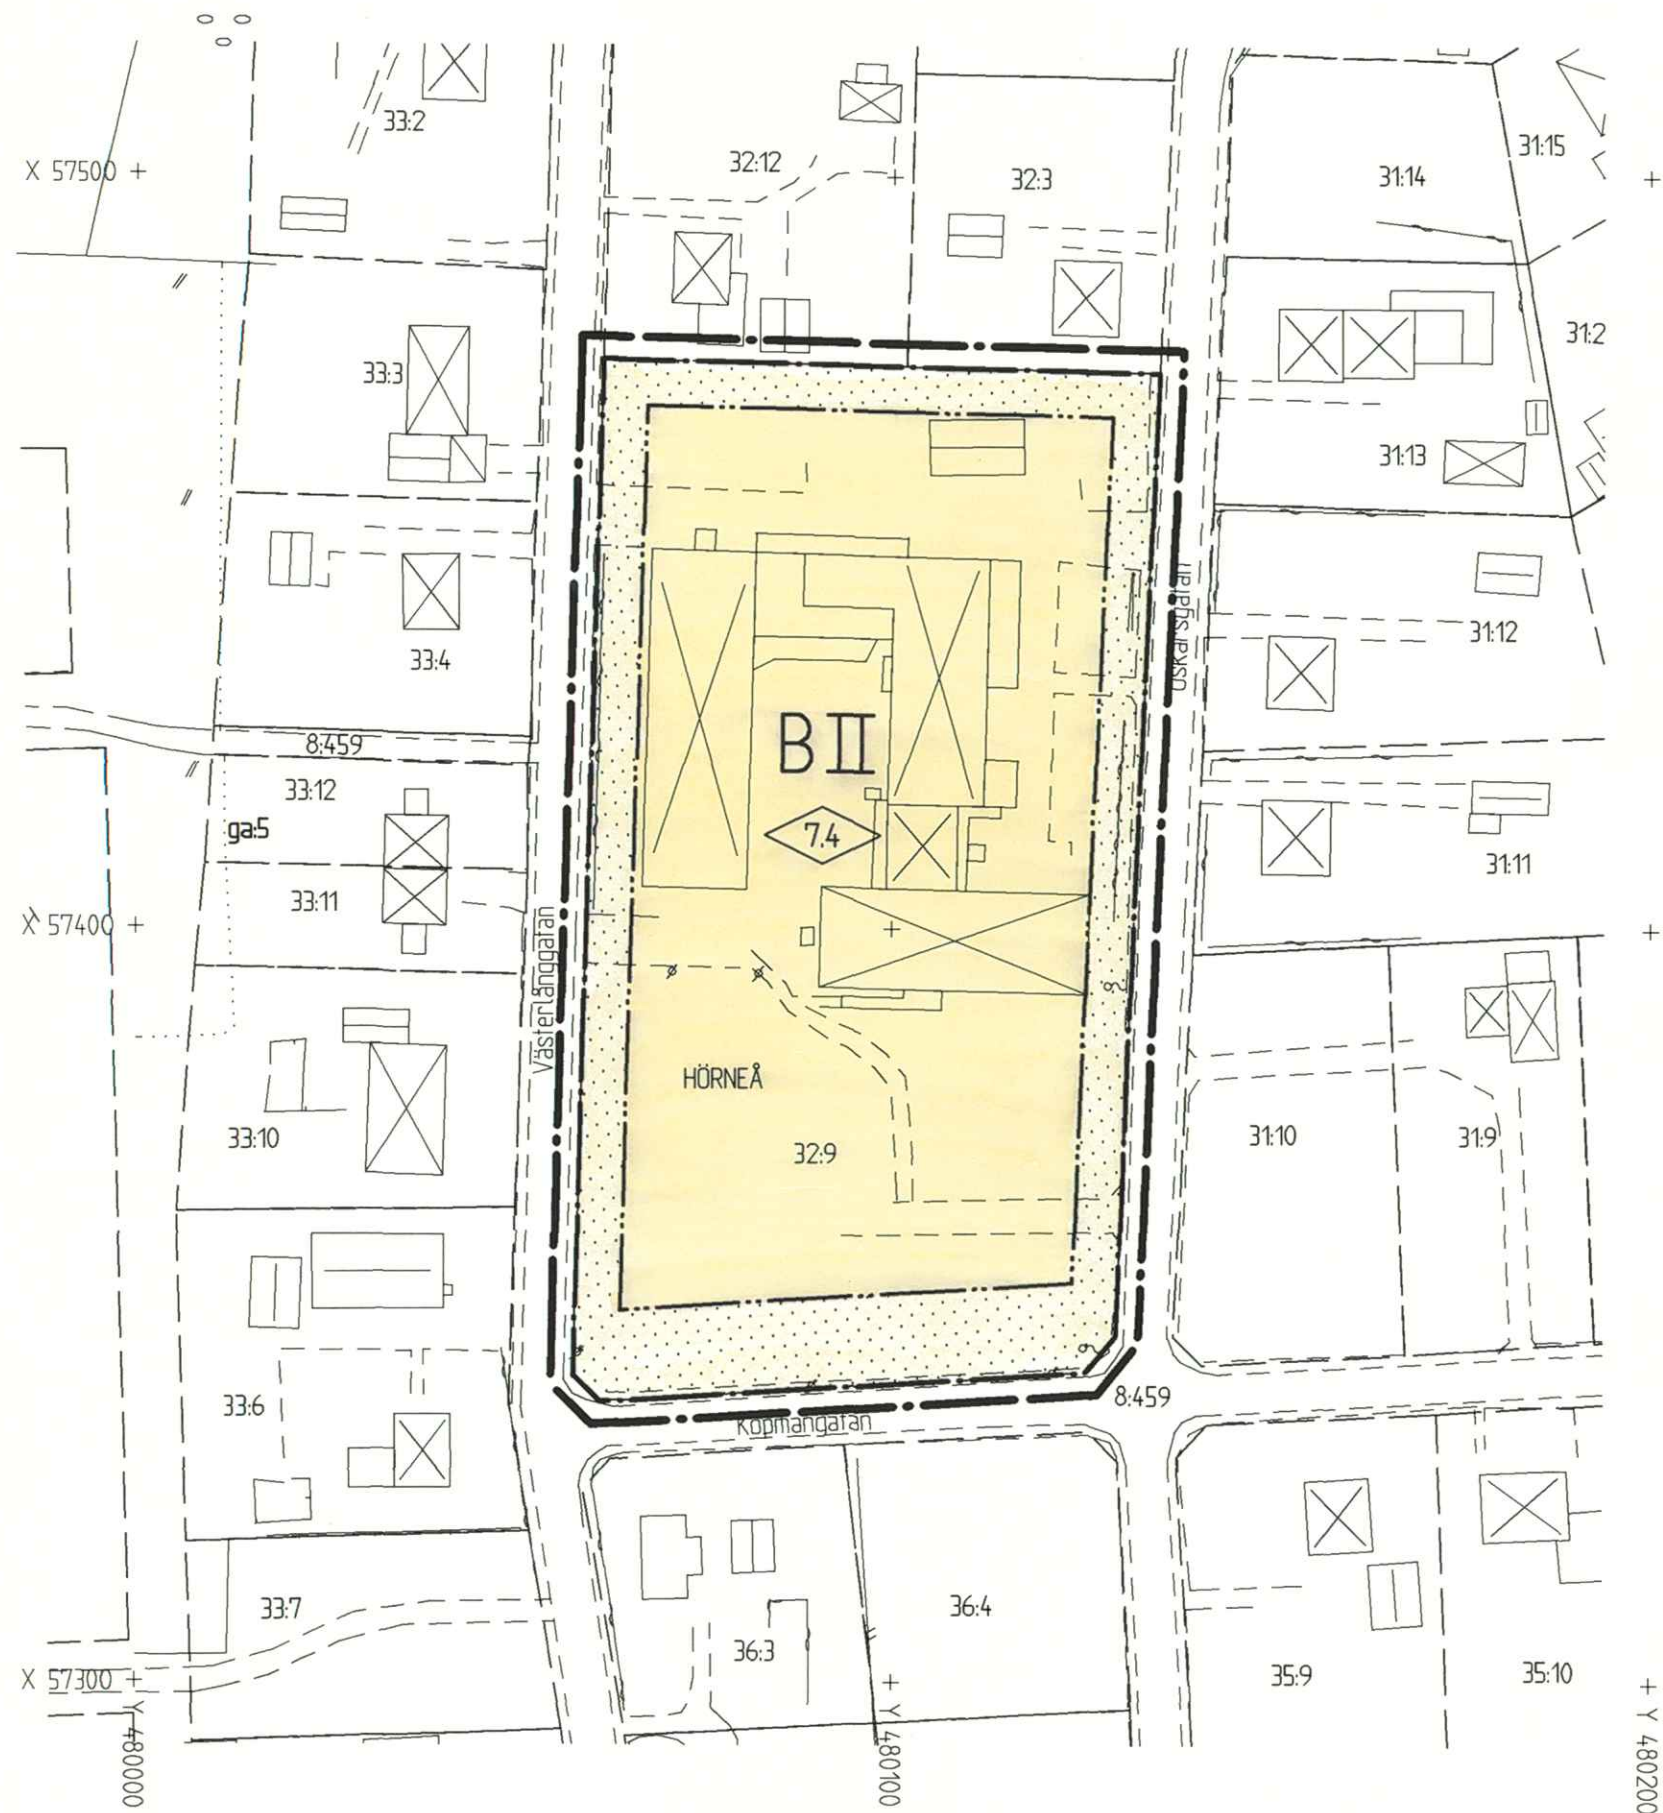 33:2
32:12
32:3
31:14
31:15
X 57500
33:3
31:2
31:13
33:4
Oskarsgatan
31:12
8:459
B II
33:12
ga:5
7.4
31:11
33:11
X 57400
Västerlånggatan
HÖRNEÅ
33:10
32:9
31:10
31:9
33:6
8:459
Köpmangatan
33:7
36:3
36:4
35:9
35:10
X 57300
Y 480000
Y 480100
Y 480200